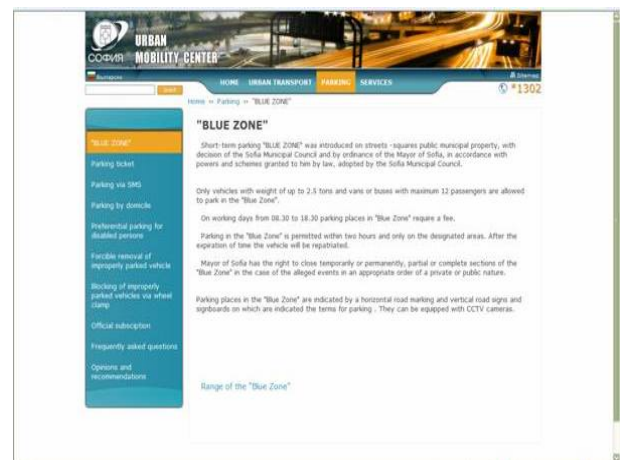 СОФИЯ
URBAN
MOBILITY CENTER
Български
Sitemap
HOME URBAN TRANSPORT PARKING SERVICES
*1302
Home » Parking » "BLUE ZONE"
"BLUE ZONE"
Short-term parking "BLUE ZONE" was introduced on streets -squares public municipal property, with
decision of the Sofia Municipal Council and by ordinance of the Mayor of Sofia, in accordance with
powers and schemes granted to him by law, adopted by the Sofia Municipal Council.
Only vehicles with weight of up to 2.5 tons and vans or buses with maximum 12 passengers are allowed
to park in the "Blue Zone".
On working days from 08.30 to 18.30 parking places in "Blue Zone" require a fee.
Parking in the "Blue Zone" is permitted within two hours and only on the designated areas. After the
expiration of time the vehicle will be repatriated.
Mayor of Sofia has the right to close temporarily or permanently, partial or complete sections of the
"Blue Zone" in the case of the alleged events in an appropriate order of a private or public nature.
Parking places in the "Blue Zone" are indicated by a horizontal road marking and vertical road signs and
signboards on which are indicated the terms for parking . They can be equipped with CCTV cameras.
Range of the "Blue Zone"
"BLUE ZONE"
Parking ticket
Parking via SMS
Parking by domicile
Preferential parking for
disabled persons
Forcible removal of
improperly parked vehicle
Blocking of improperly
parked vehicles via wheel
clamp
Official subsciption
Frequently asked questions
Opinions and
recommendations